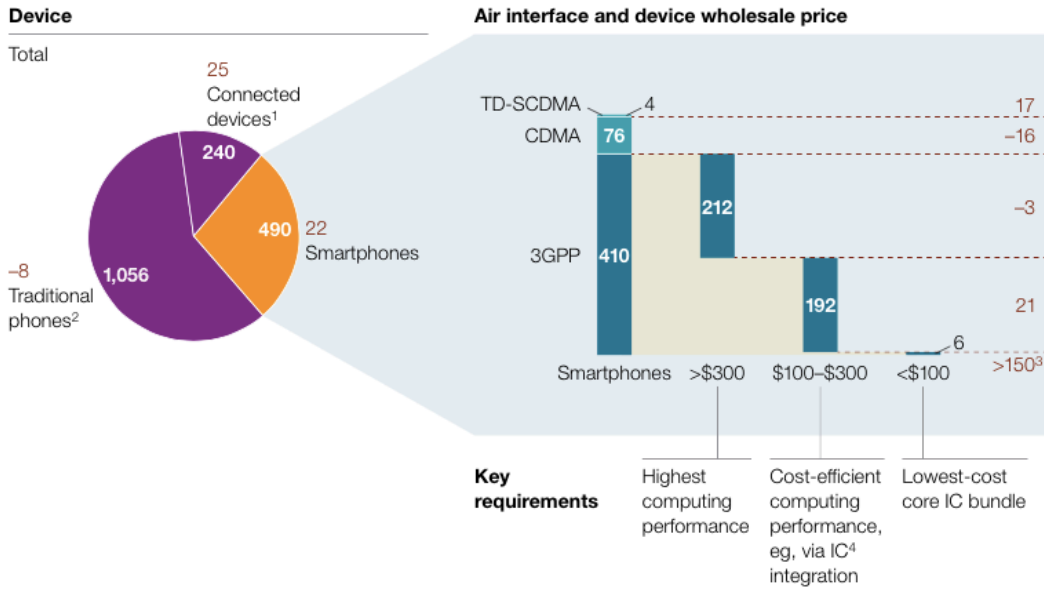 Device
Total
25
Connected
devices¹
240
490
22
Smartphones
1,056
–8
Traditional
phones²
Air interface and device wholesale price
TD-SCDMA
4
17
CDMA
76
–16
212
–3
3GPP
410
192
21
6
>150³
Smartphones
>$300
$100–$300
<$100
Key
requirements
Highest
computing
performance
Cost-efficient
computing
performance,
eg, via IC⁴
integration
Lowest-cost
core IC bundle